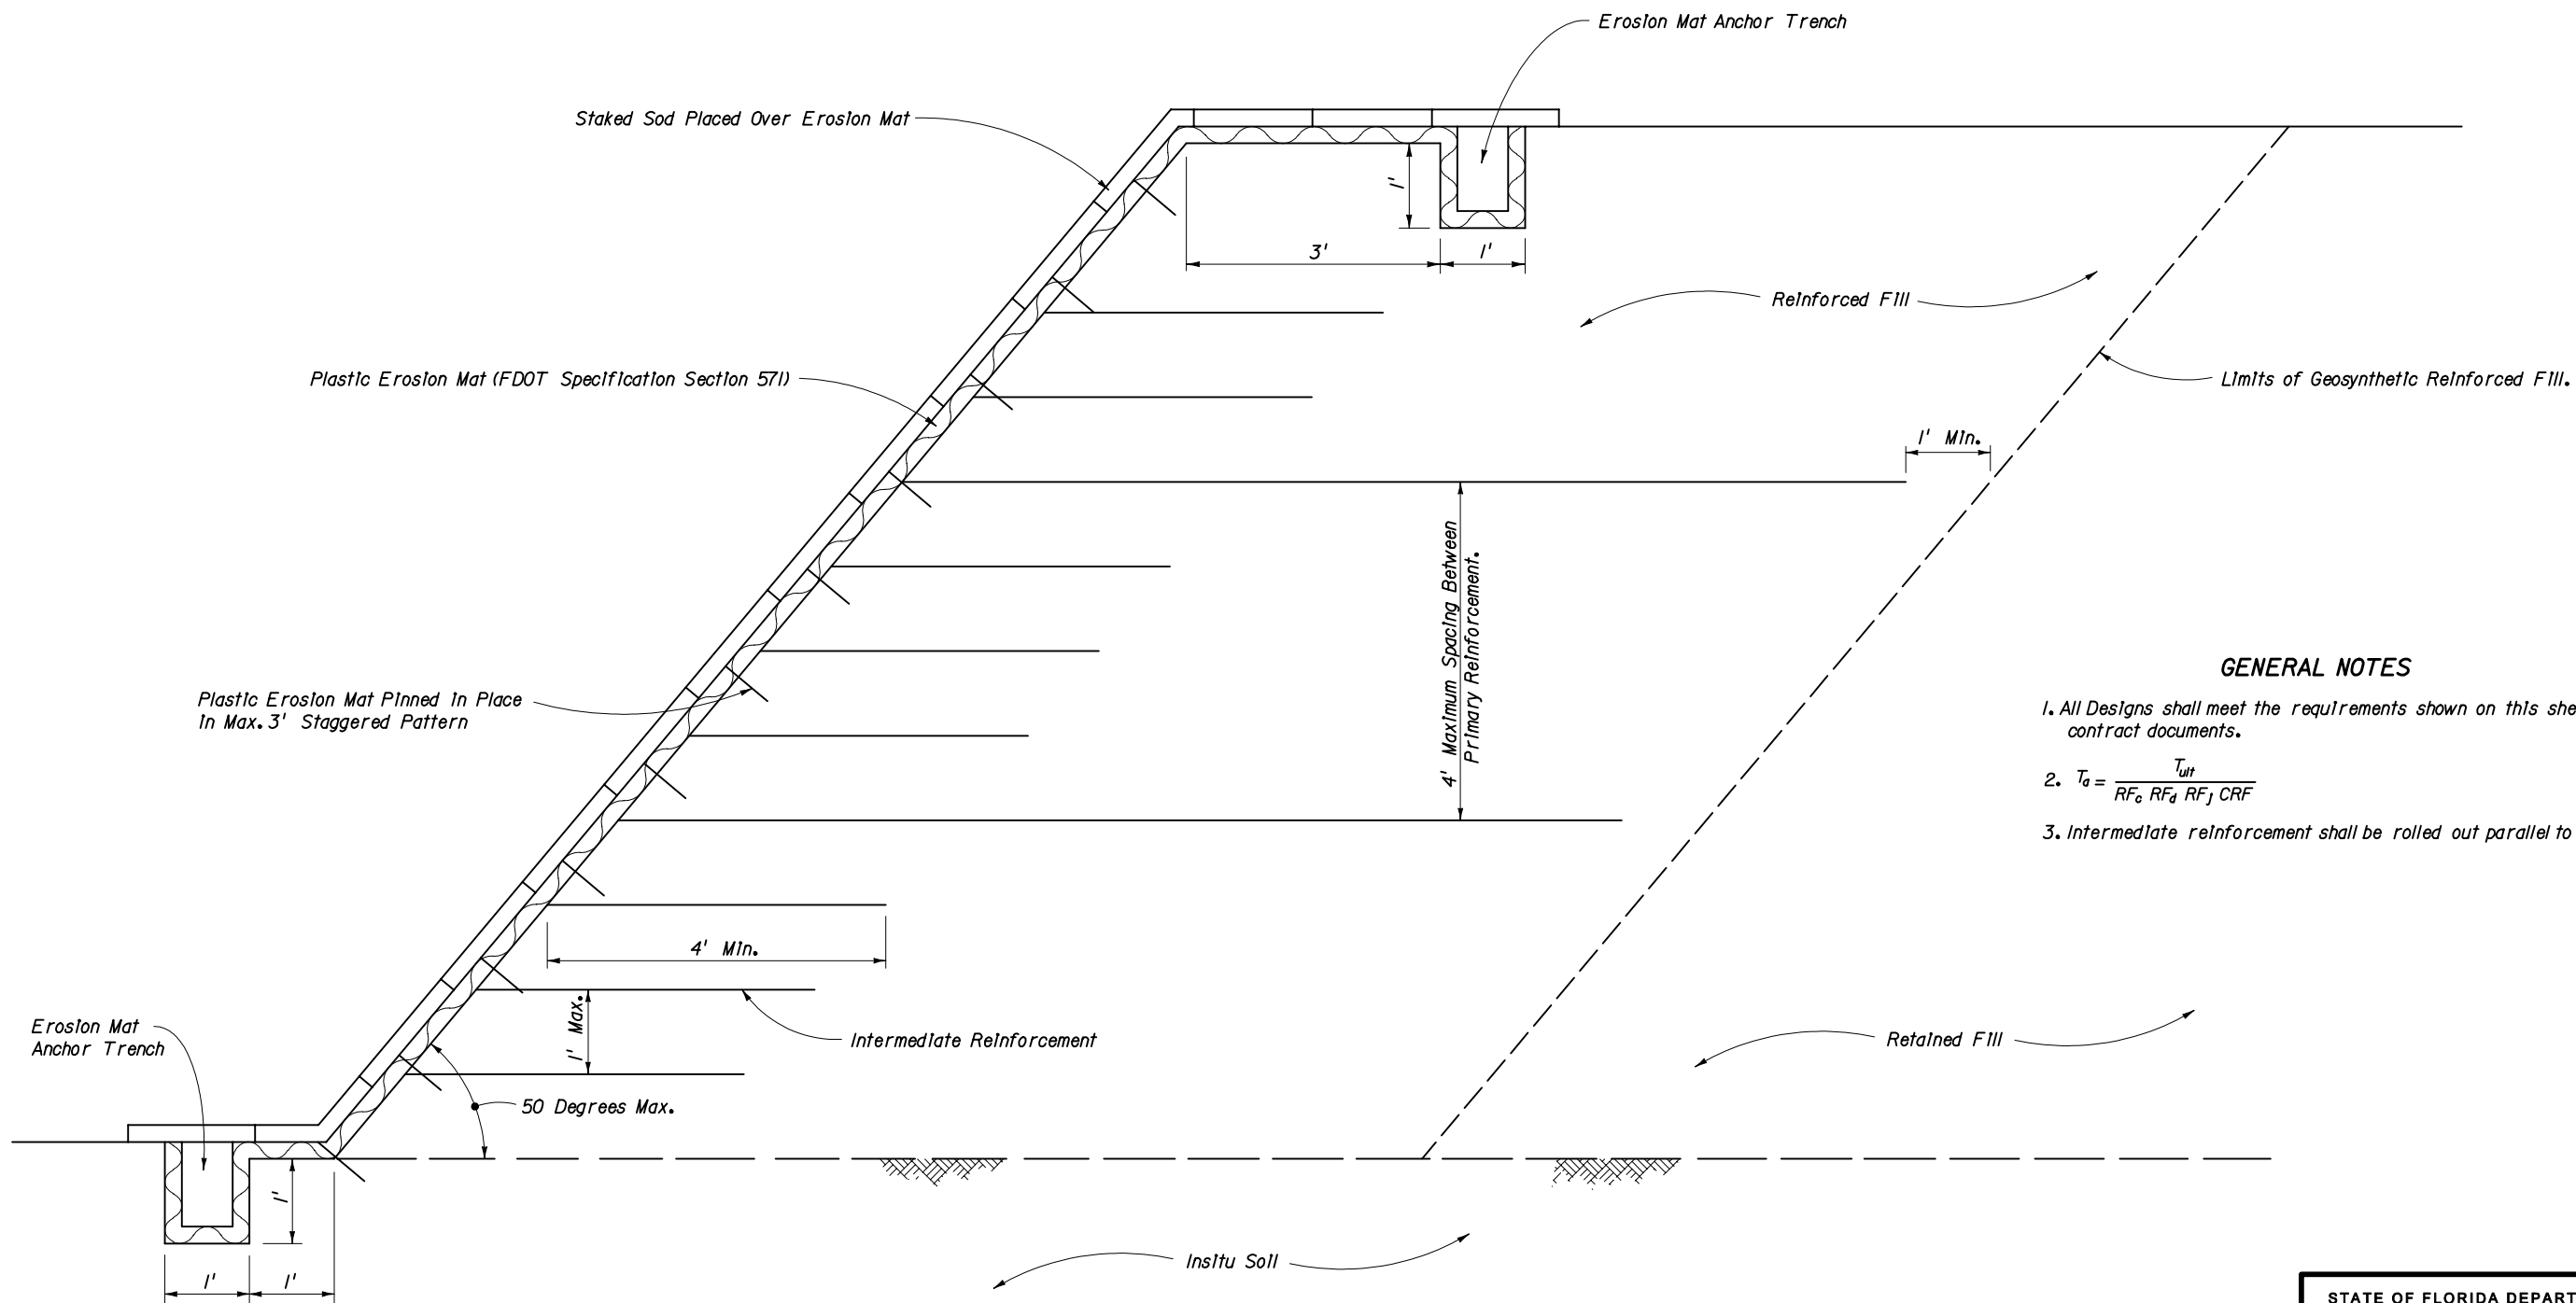 Erosion Mat Anchor Trench
Staked Sod Placed Over Erosion Mat
1'
3'
1'
Reinforced Fill
Plastic Erosion Mat (FDOT Specification Section 571)
Limits of Geosynthetic Reinforced Fill.
1' Min.
4' Maximum Spacing Between
Primary Reinforcement.
GENERAL NOTES
Plastic Erosion Mat Pinned in Place
in Max. 3' Staggered Pattern
1. All Designs shall meet the requirements shown on this she
contract documents.
2. Ta = Tult / RFc RFd RFj CRF
3. Intermediate reinforcement shall be rolled out parallel to
4' Min.
1' Max.
Intermediate Reinforcement
Erosion Mat
Anchor Trench
Retained Fill
50 Degrees Max.
1'
Insitu Soil
1'
1'
STATE OF FLORIDA DEPART